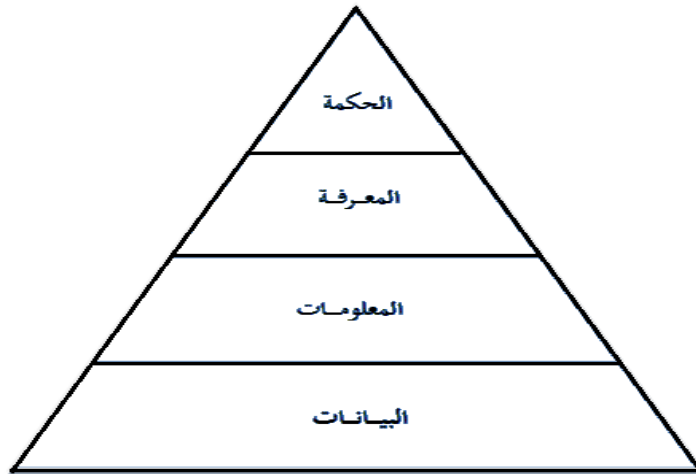 الحكمة
المعرفة
المعلومات
البيانات